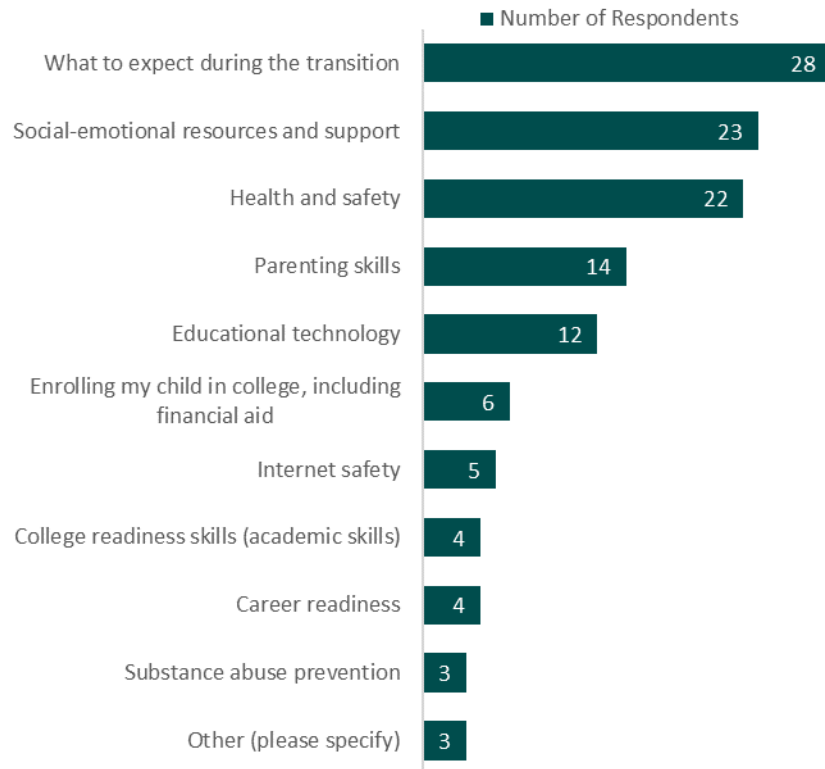 Number of Respondents
What to expect during the transition 28
Social-emotional resources and support 23
Health and safety 22
Parenting skills 14
Educational technology 12
Enrolling my child in college, including
financial aid 6
Internet safety 5
College readiness skills (academic skills) 4
Career readiness 4
Substance abuse prevention 3
Other (please specify) 3